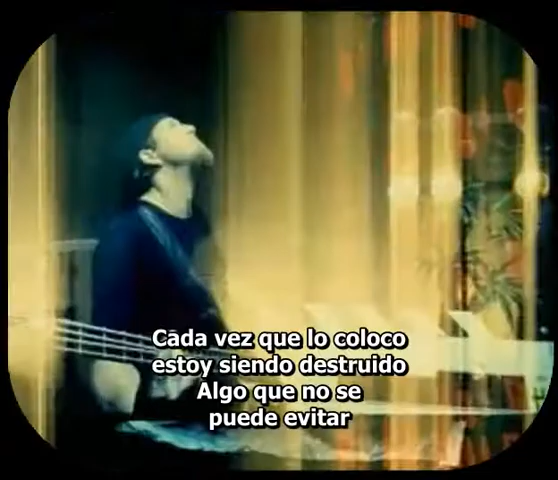 Cada vez que lo coloco
estoy siendo destruido
Algo que no se
puede evitar